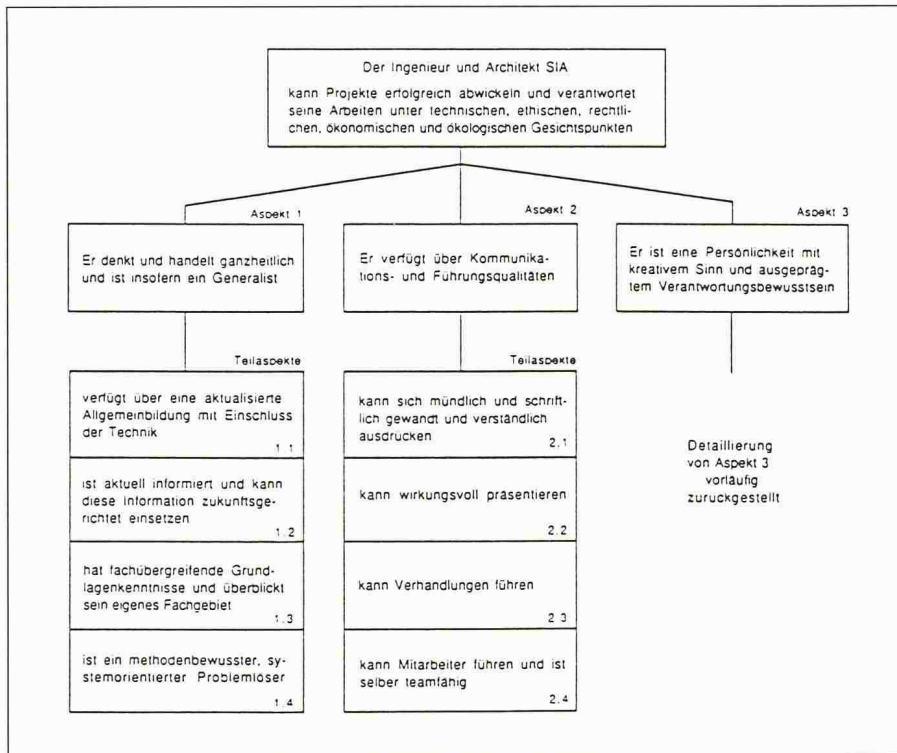 Der Ingenieur und Architekt SIA
kann Projekte erfolgreich abwickeln und verantwortet
seine Arbeiten unter technischen, ethischen, rechtli-
chen, ökonomischen und ökologischen Gesichtspunkten
Aspekt 1
Er denkt und handelt ganzheitlich
und ist insofern ein Generalist
Aspekt 2
Er verfügt über Kommunika-
tions- und Führungsqualitäten
Aspekt 3
Er ist eine Persönlichkeit mit
kreativem Sinn und ausgepräg-
tem Verantwortungsbewusstsein
Teilaspekte
verfügt über eine aktualisierte
Allgemeinbildung mit Einschluss
der Technik
1.1
ist aktuell informiert und kann
diese Information zukunftsge-
richtet einsetzen
1.2
hat fachübergreifende Grund-
lagenkenntnisse und überblickt
sein eigenes Fachgebiet
1.3
ist ein methodenbewusster, sy-
stemorientierter Problemlöser
1.4
Teilaspekte
kann sich mündlich und schrift-
lich gewandt und verständlich
ausdrücken
2.1
kann wirkungsvoll präsentieren
2.2
kann Verhandlungen führen
2.3
kann Mitarbeiter führen und ist
selber teamfähig
2.4
Detaillierung
von Aspekt 3
vorläufig
zurückgestellt